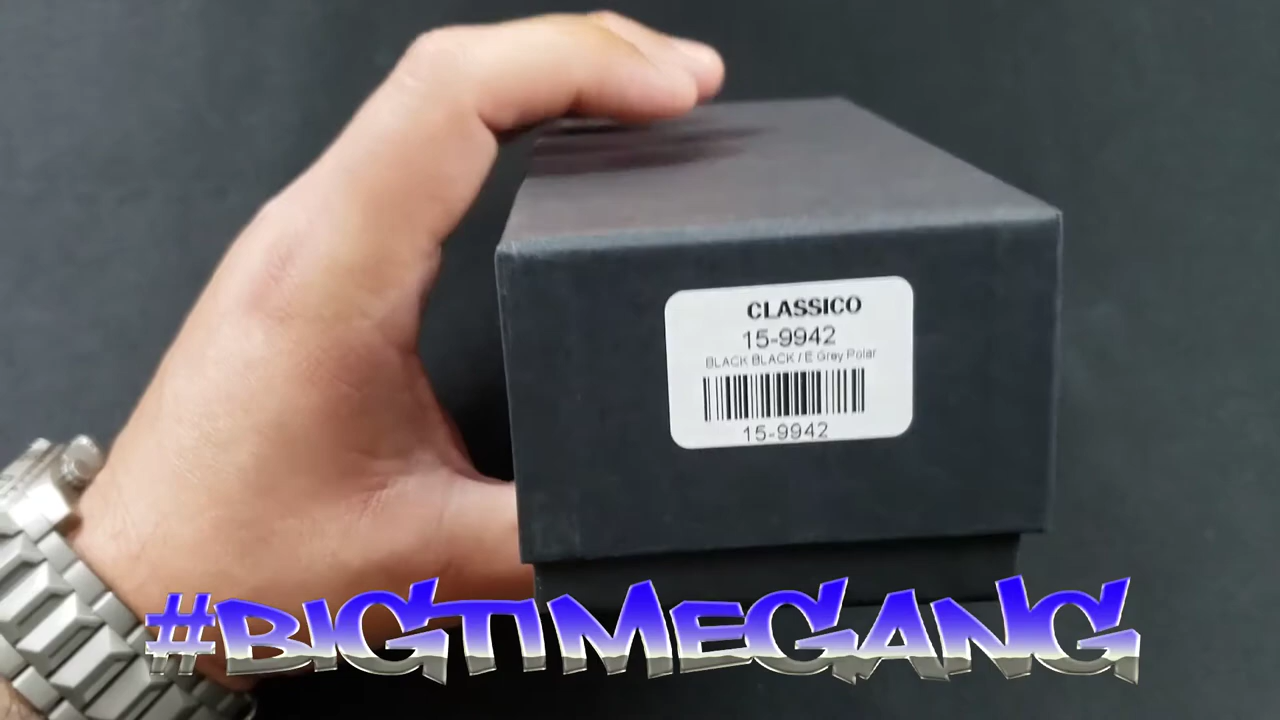 CLASSICO
15-9942
BLACK BLACK / E Grey Polar
15-9942
#BIGTIMEGANG